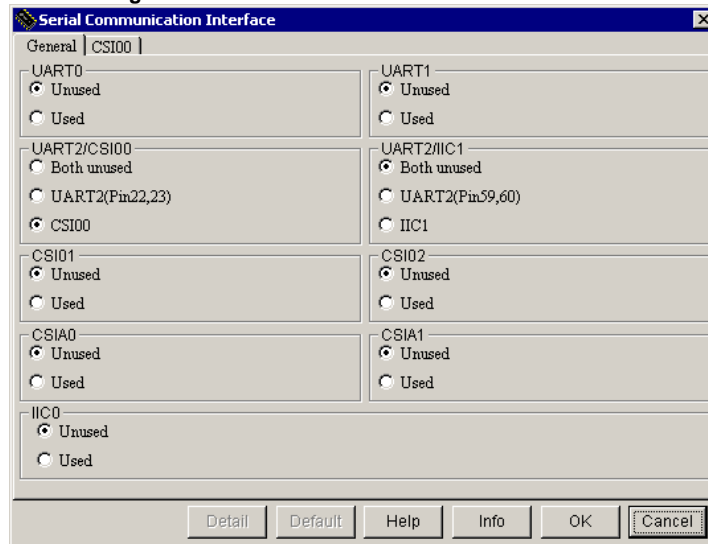 Serial Communication Interface
General CSI00
UART0
Unused
Used
UART1
Unused
Used
UART2/CSI00
Both unused
UART2(Pin22,23)
CSI00
UART2/IIC1
Both unused
UART2(Pin59,60)
IIC1
CSI01
Unused
Used
CSI02
Unused
Used
CSIA0
Unused
Used
CSIA1
Unused
Used
IIC0
Unused
Used
Detail Default Help Info OK Cancel